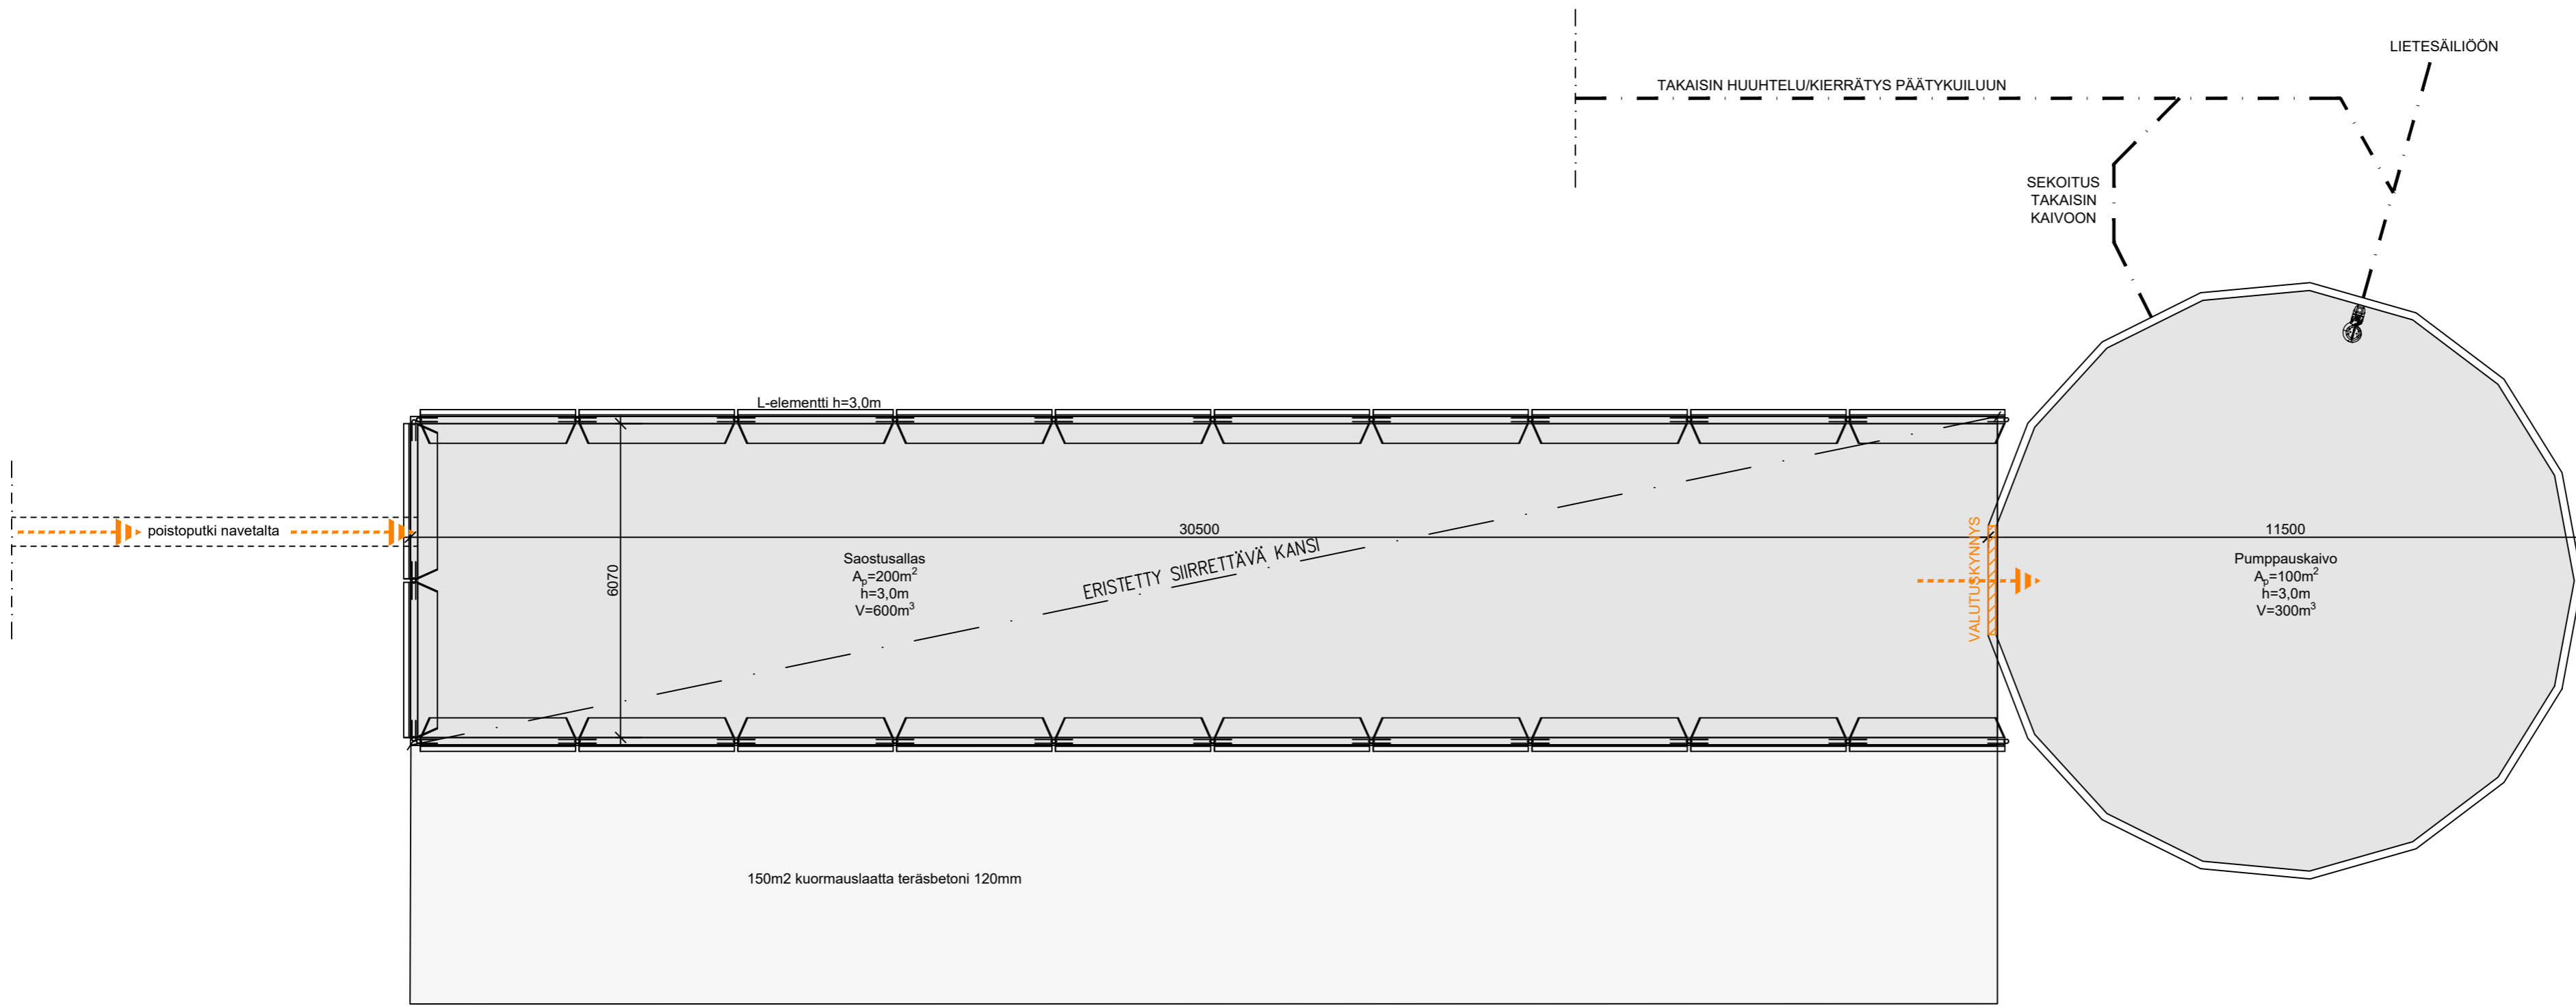 LIETESÄILIÖÖN
TAKAISIN HUUHTELU/KIERRÄTYS PÄÄTYKUILUUN
SEKOITUS
TAKAISIN
KAIVOON
L-elementti h=3,0m
poistoputki navetalta
30500
11500
6070
Saostusallas
Aₚ=200m²
h=3,0m
V=600m³
ERISTETTY SIIRRETTÄVÄ KANSI
VALUTUSKYNNYS
Pumppauskaivo
Aₚ=100m²
h=3,0m
V=300m³
150m2 kuormauslaatta teräsbetoni 120mm